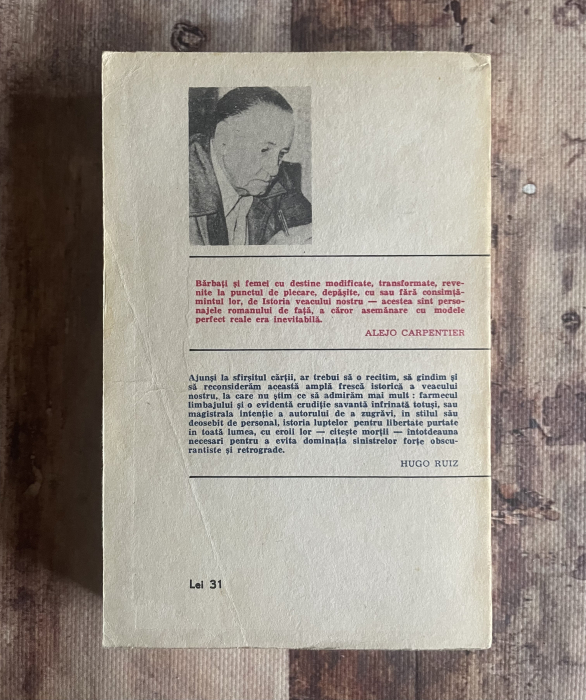 Bărbați și femei cu destine modificate, transformate, reve-
nite la punctul de plecare, depășite, cu sau fără consimță-
mîntul lor, de Istoria veacului nostru — acestea sînt perso-
najele romanului de față, a căror asemănare cu modele
perfect reale era inevitabilă.
ALEJO CARPENTIER
Ajunși la sfîrșitul cărții, ar trebui să o recitim, să gîndim și
să reconsiderăm această amplă frescă istorică a veacului
nostru, la care nu știm ce să admirăm mai mult : farmecul
limbajului și o evidentă erudiție savantă înfrînată totuși, sau
magistrala intenție a autorului de a zugrăvi, în stilul său
deosebit de personal, istoria luptelor pentru libertate purtate
în toată lumea, cu eroii lor — citește morții — întotdeauna
necesari pentru a evita dominația sinistrelor forțe obscu-
rantiste și retrograde.
HUGO RUIZ
Lei 31